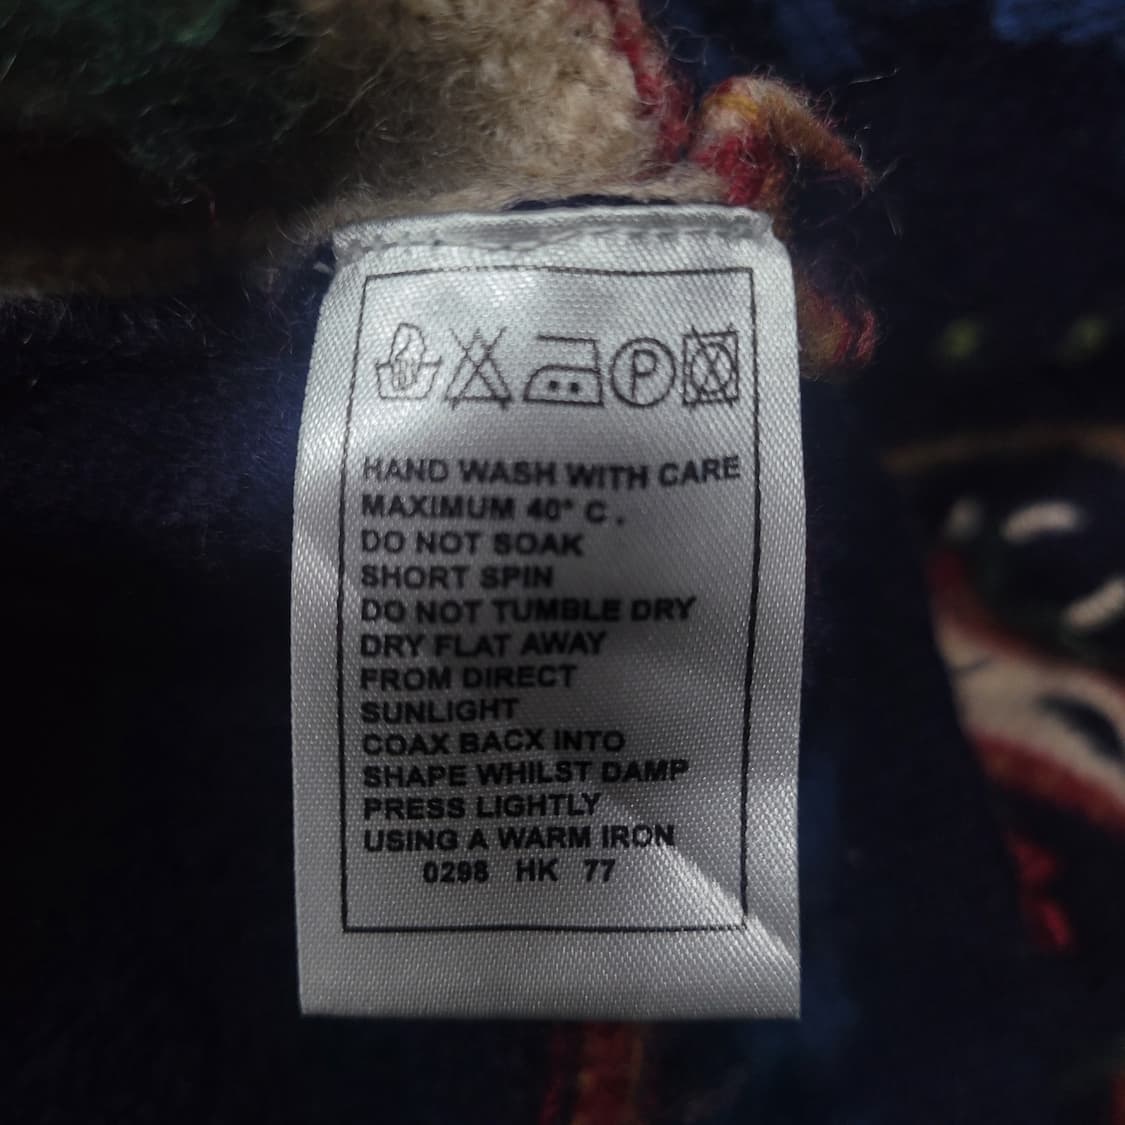 P
HAND WASH WITH CARE
MAXIMUM 40° C.
DO NOT SOAK
SHORT SPIN
DO NOT TUMBLE DRY
DRY FLAT AWAY
FROM DIRECT
SUNLIGHT
COAX BACX INTO
SHAPE WHILST DAMP
PRESS LIGHTLY
USING A WARM IRON
0298 HK 77